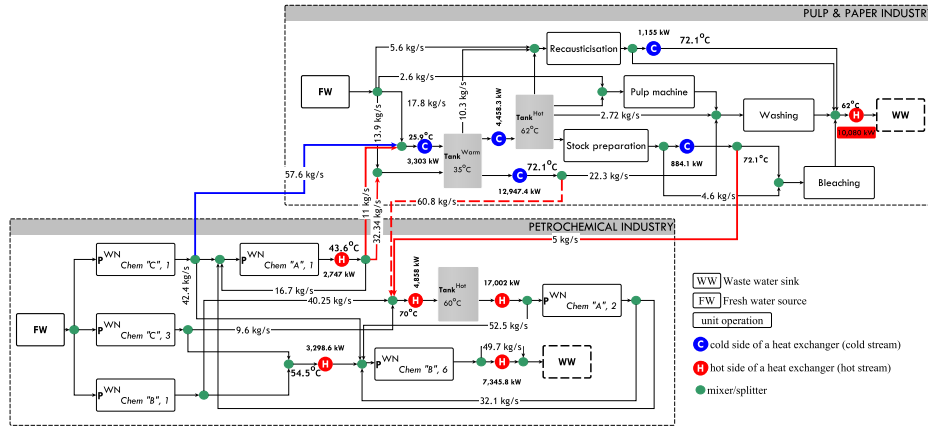 PULP & PAPER INDUSTRY
1,155 kW
72.1°C
5.6 kg/s
Recausticisation
C
2.6 kg/s
10.3 kg/s
4,458.3 kW
FW
17.8 kg/s
Pulp machine
Tank Hot
62°C
2.72 kg/s
Washing
62°C
H
WW
10,080 kW
13.9 kg/s
25.9°C
C
3,303 kW
Tank Warm
35°C
C
Stock preparation
C
72.1°C
884.1 kW
72.1°C
C
12,947.4 kW
22.3 kg/s
57.6 kg/s
4.6 kg/s
Bleaching
60.8 kg/s
11 kg/s
32.34 kg/s
PETROCHEMICAL INDUSTRY
5 kg/s
P WN
Chem "C", 1
P WN
Chem "A", 1
43.6°C
H
2,747 kW
42.4 kg/s
16.7 kg/s
40.25 kg/s
4,858 kW
H
70°C
Tank Hot
60°C
17,002 kW
H
P WN
Chem "A", 2
FW
P WN
Chem "C", 3
9.6 kg/s
52.5 kg/s
3,298.6 kW
H
54.5°C
P WN
Chem "B", 6
49.7 kg/s
H
7,345.8 kW
WW
P WN
Chem "B", 1
32.1 kg/s
WW Waste water sink
FW Fresh water source
unit operation
C cold side of a heat exchanger (cold stream)
H hot side of a heat exchanger (hot stream)
mixer/splitter